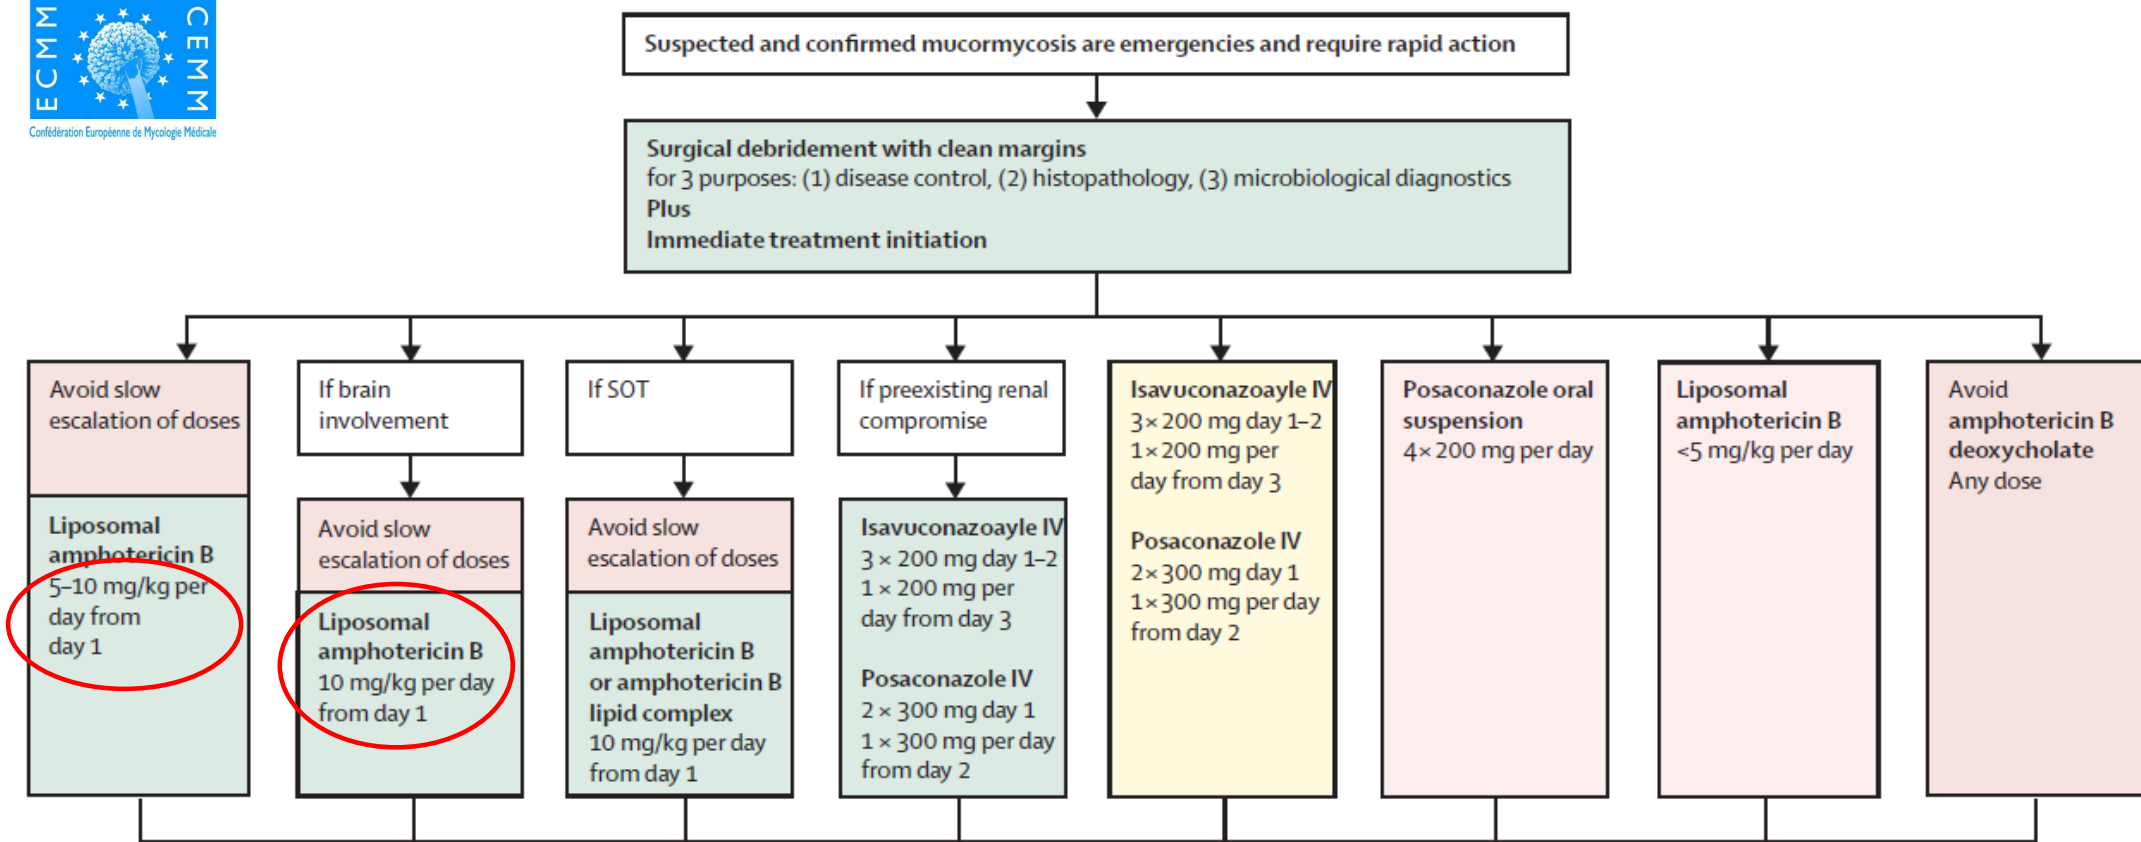 ECMM
CEMM
Confédération Européenne de Mycologie Médicale
Suspected and confirmed mucormycosis are emergencies and require rapid action
Surgical debridement with clean margins
for 3 purposes: (1) disease control, (2) histopathology, (3) microbiological diagnostics
Plus
Immediate treatment initiation
Avoid slow
escalation of doses
Liposomal
amphotericin B
5–10 mg/kg per
day from
day 1
If brain
involvement
Avoid slow
escalation of doses
Liposomal
amphotericin B
10 mg/kg per day
from day 1
If SOT
Avoid slow
escalation of doses
Liposomal
amphotericin B
or amphotericin B
lipid complex
10 mg/kg per day
from day 1
If preexisting renal
compromise
Isavuconazoayle IV
3 × 200 mg day 1–2
1 × 200 mg per
day from day 3
Posaconazole IV
2 × 300 mg day 1
1 × 300 mg per day
from day 2
Isavuconazoayle IV
3× 200 mg day 1–2
1× 200 mg per
day from day 3
Posaconazole IV
2× 300 mg day 1
1× 300 mg per day
from day 2
Posaconazole oral
suspension
4× 200 mg per day
Liposomal
amphotericin B
<5 mg/kg per day
Avoid
amphotericin B
deoxycholate
Any dose